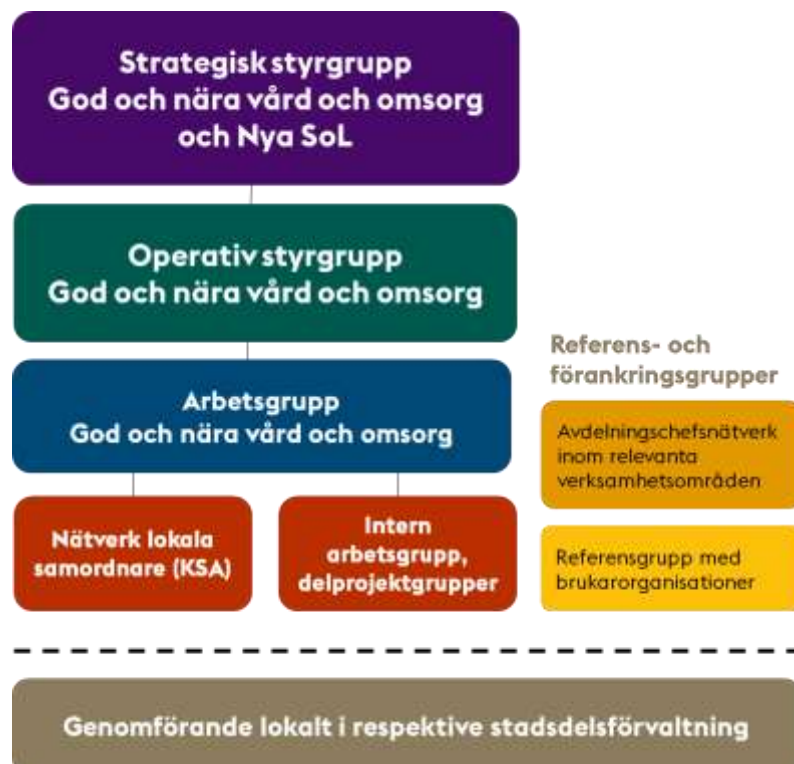 Strategisk styrgrupp
God och nära vård och omsorg
och Nya SoL
Operativ styrgrupp
God och nära vård och omsorg
Arbetsgrupp
God och nära vård och omsorg
Nätverk lokala
samordnare (KSA)
Intern
arbetsgrupp,
delprojektgrupper
Referens- och
förankringsgrupper
Avdelningschefsnätverk
inom relevanta
verksamhetsområden
Referensgrupp med
brukarorganisationer
Genomförande lokalt i respektive stadsdelsförvaltning